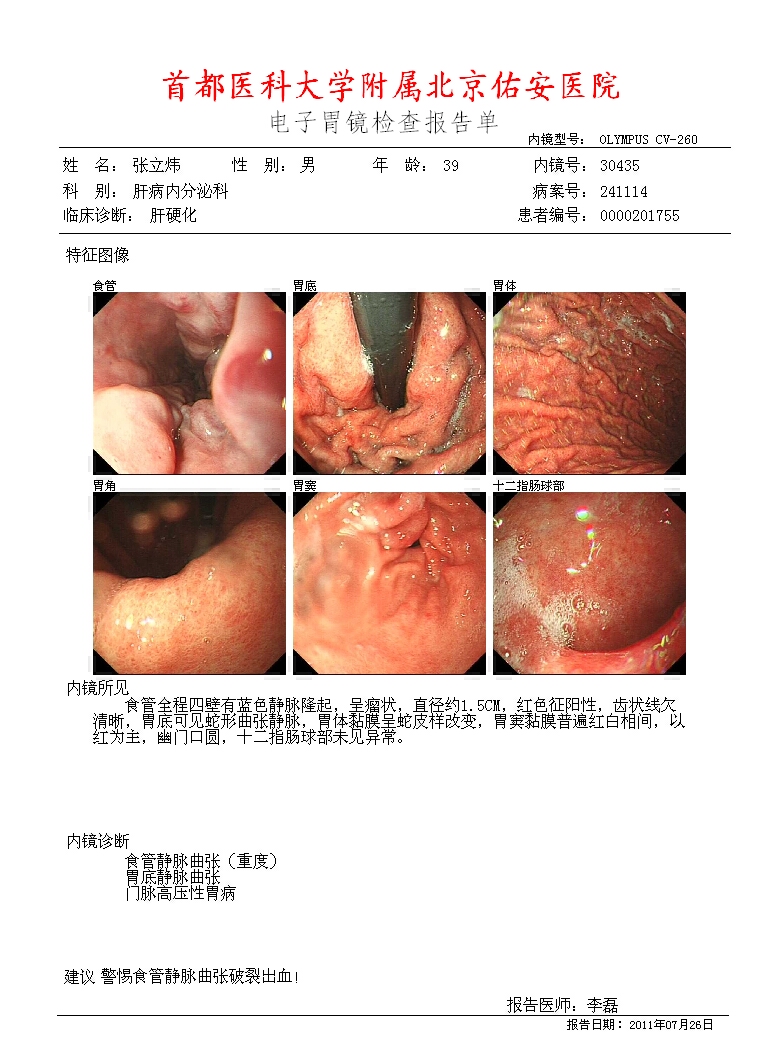 首都医科大学附属北京佑安医院
电子胃镜检查报告单
内镜型号： OLYMPUS CV-260
姓 名： 张立炜 性 别： 男 年 龄： 39 内镜号： 30435
科 别： 肝病内分泌科 病案号： 241114
临床诊断： 肝硬化 患者编号： 0000201755
特征图像
食管 胃底 胃体
胃角 胃窦 十二指肠球部
内镜所见
食管全程四壁有蓝色静脉隆起，呈瘤状，直径约1.5CM，红色征阳性，齿状线欠
清晰，胃底可见蛇形曲张静脉，胃体黏膜呈蛇皮样改变，胃窦黏膜普遍红白相间，以
红为主，幽门口圆，十二指肠球部未见异常。
内镜诊断
食管静脉曲张（重度）
胃底静脉曲张
门脉高压性胃病
建议 警惕食管静脉曲张破裂出血!
报告医师： 李磊
报告日期： 2011年07月26日